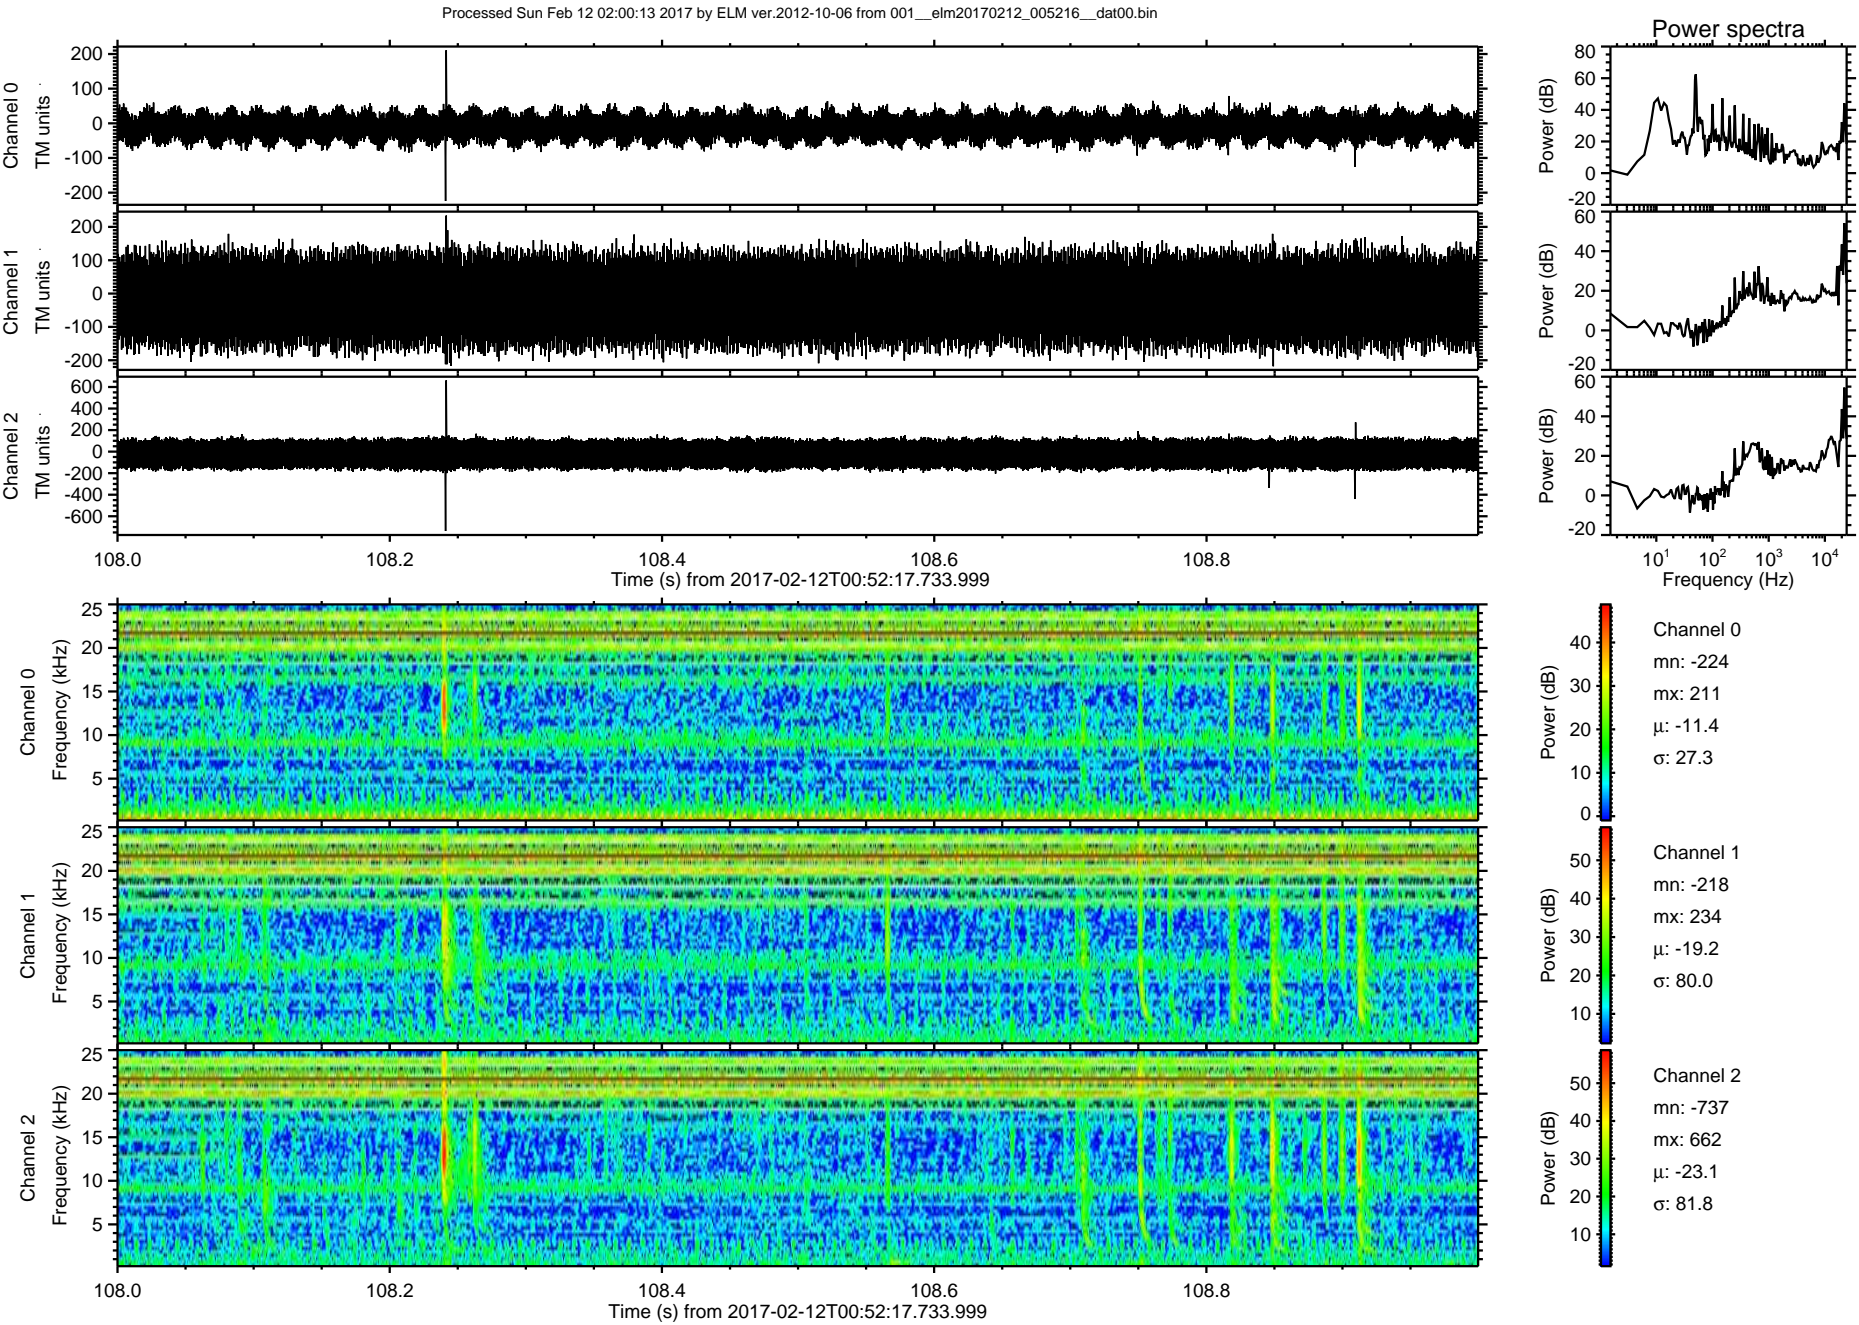 Processed Sun Feb 12 02:00:13 2017 by ELM ver.2012-10-06 from 001__elm20170212_005216__dat00.bin
Power spectra
Channel 0
TM units
200
100
0
-100
-200
Power (dB)
80
60
40
20
0
-20
Channel 1
TM units
200
100
0
-100
-200
Power (dB)
60
40
20
0
-20
Channel 2
TM units
600
400
200
0
-200
-400
-600
Power (dB)
60
40
20
0
-20
108.0 108.2 108.4 108.6 108.8
Time (s) from 2017-02-12T00:52:17.733.999
10¹ 10² 10³ 10⁴
Frequency (Hz)
Channel 0
Frequency (kHz)
25
20
15
10
5
Power (dB)
40
30
20
10
0
Channel 0
mn: -224
mx: 211
µ: -11.4
σ: 27.3
Channel 1
Frequency (kHz)
25
20
15
10
5
Power (dB)
50
40
30
20
10
Channel 1
mn: -218
mx: 234
µ: -19.2
σ: 80.0
Channel 2
Frequency (kHz)
25
20
15
10
5
Power (dB)
50
40
30
20
10
Channel 2
mn: -737
mx: 662
µ: -23.1
σ: 81.8
108.0 108.2 108.4 108.6 108.8
Time (s) from 2017-02-12T00:52:17.733.999